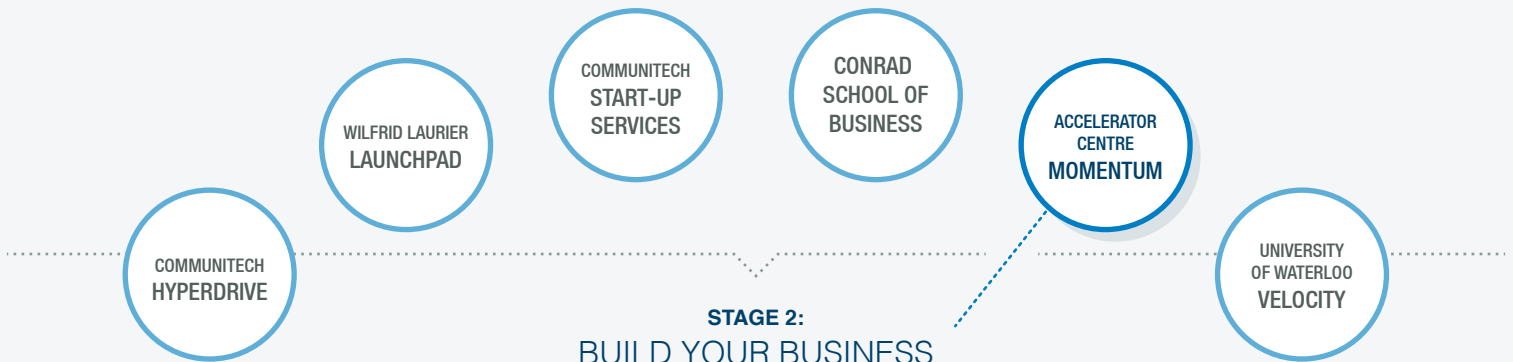 COMMUNITECH
HYPERDRIVE
WILFRID LAURIER
LAUNCHPAD
COMMUNITECH
START-UP
SERVICES
CONRAD
SCHOOL OF
BUSINESS
ACCELERATOR
CENTRE
MOMENTUM
UNIVERSITY
OF WATERLOO
VELOCITY
STAGE 2:
BUILD YOUR BUSINESS